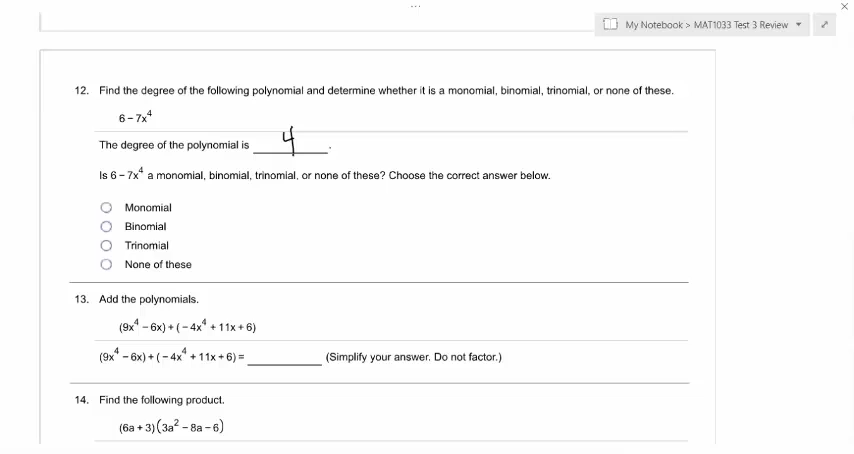 ...
My Notebook > MAT1033 Test 3 Review
12. Find the degree of the following polynomial and determine whether it is a monomial, binomial, trinomial, or none of these.
6 − 7x⁴
The degree of the polynomial is 4.
Is 6 − 7x⁴ a monomial, binomial, trinomial, or none of these? Choose the correct answer below.
Monomial
Binomial
Trinomial
None of these
13. Add the polynomials.
(9x⁴ − 6x) + ( − 4x⁴ + 11x + 6)
(9x⁴ − 6x) + ( − 4x⁴ + 11x + 6) = ________ (Simplify your answer. Do not factor.)
14. Find the following product.
(6a + 3)(3a² − 8a − 6)